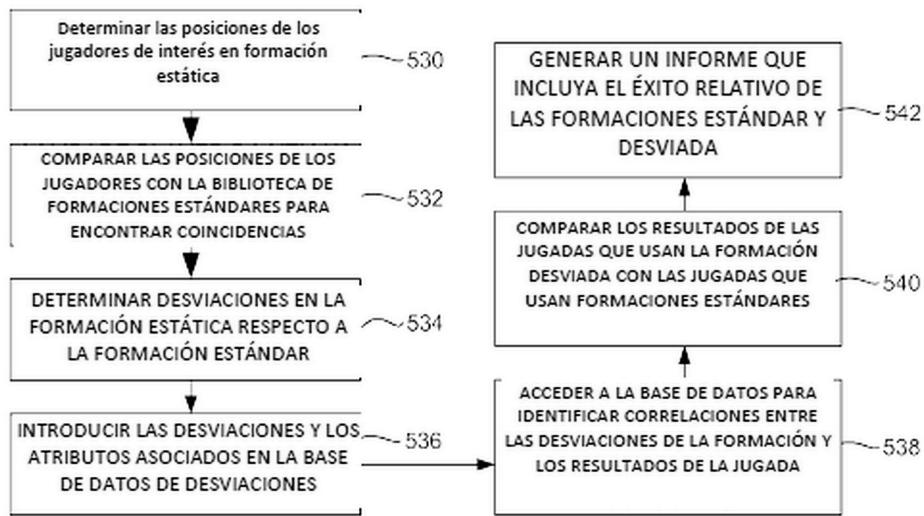 Determinar las posiciones de los
jugadores de interés en formación
estática
530
COMPARAR LAS POSICIONES DE LOS
JUGADORES CON LA BIBLIOTECA DE
FORMACIONES ESTÁNDARES PARA
ENCONTRAR COINCIDENCIAS
532
DETERMINAR DESVIACIONES EN LA
FORMACIÓN ESTÁTICA RESPECTO A
LA FORMACIÓN ESTÁNDAR
534
INTRODUCIR LAS DESVIACIONES Y LOS
ATRIBUTOS ASOCIADOS EN LA BASE
DE DATOS DE DESVIACIONES
536
ACCEDER A LA BASE DE DATOS PARA
IDENTIFICAR CORRELACIONES ENTRE
LAS DESVIACIONES DE LA FORMACIÓN Y
LOS RESULTADOS DE LA JUGADA
538
COMPARAR LOS RESULTADOS DE LAS
JUGADAS QUE USAN LA FORMACIÓN
DESVIADA CON LAS JUGADAS QUE
USAN FORMACIONES ESTÁNDARES
540
GENERAR UN INFORME QUE
INCLUYA EL ÉXITO RELATIVO DE
LAS FORMACIONES ESTÁNDAR Y
DESVIADA
542